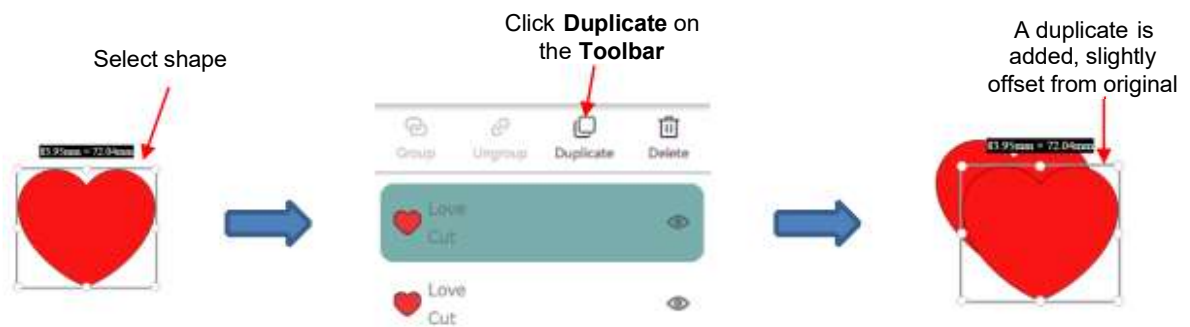 Select shape
83.95mm × 72.04mm
Click Duplicate on
the Toolbar
Group Ungroup Duplicate Delete
Love
Cut
Love
Cut
A duplicate is
added, slightly
offset from original
83.95mm × 72.04mm